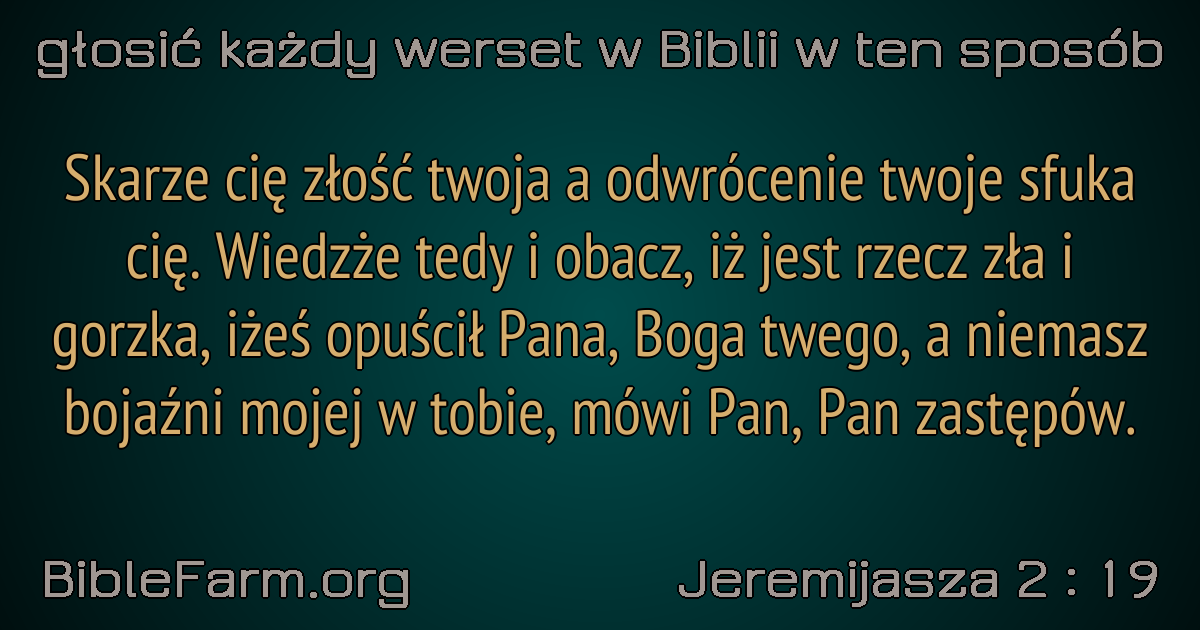 głosić każdy werset w Biblii w ten sposób
Skarze cię złość twoja a odwrócenie twoje sfuka
cię. Wiedzże tedy i obacz, iż jest rzecz zła i
gorzka, iżeś opuścił Pana, Boga twego, a niemasz
bojaźni mojej w tobie, mówi Pan, Pan zastępów.
BibleFarm.org
Jeremijasza 2 : 19